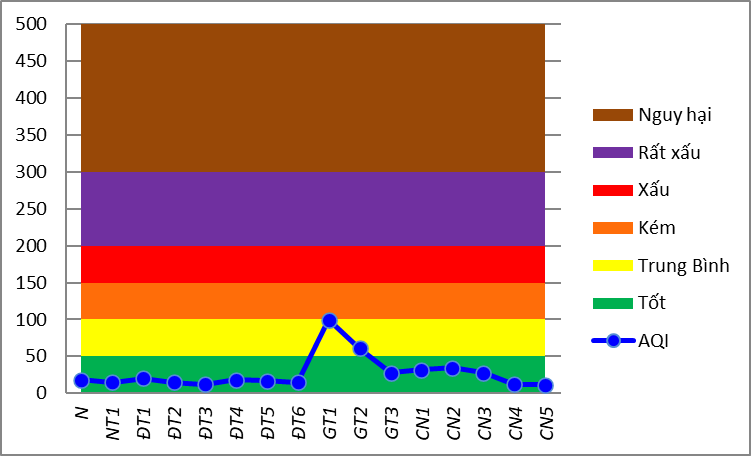 500
450
400
350
300
250
200
150
100
50
0
N
NT1
ĐT1
ĐT2
ĐT3
ĐT4
ĐT5
ĐT6
GT1
GT2
GT3
CN1
CN2
CN3
CN4
CN5
Nguy hại
Rất xấu
Xấu
Kém
Trung Bình
Tốt
AQI